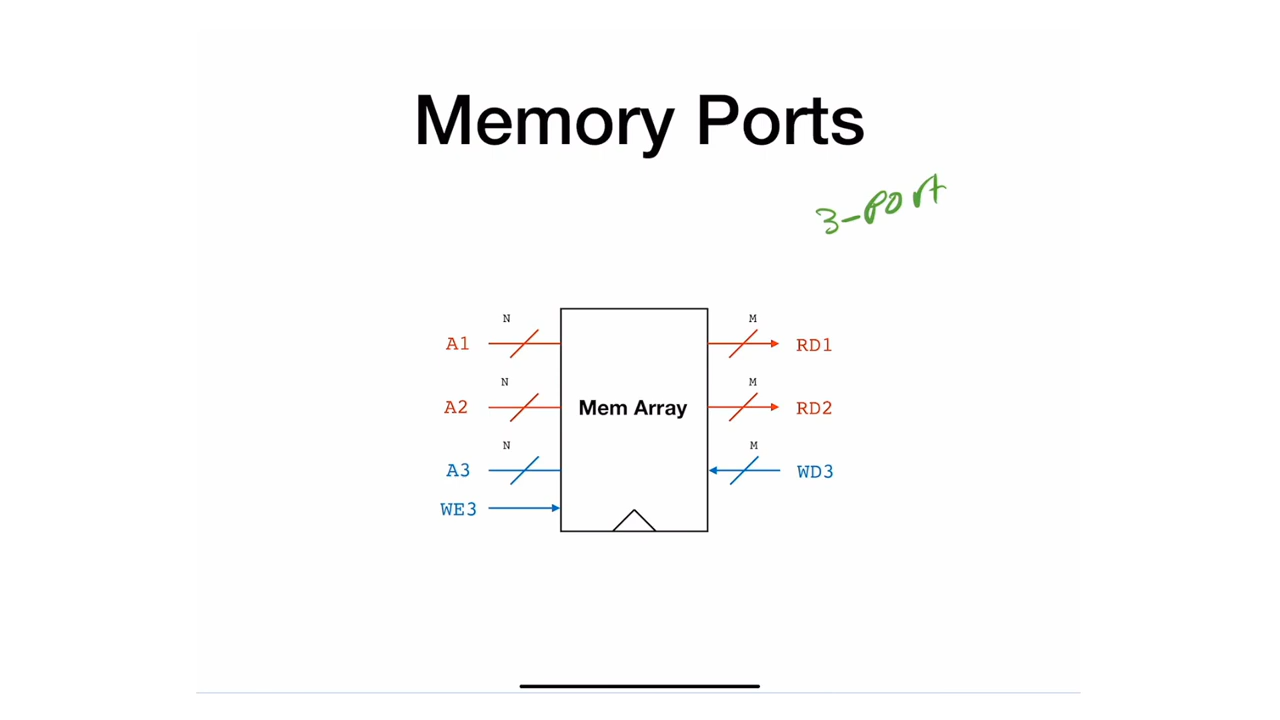 Memory Ports
3-PORT
N M
A1 RD1
N M
A2 Mem Array RD2
N M
A3 WD3
WE3